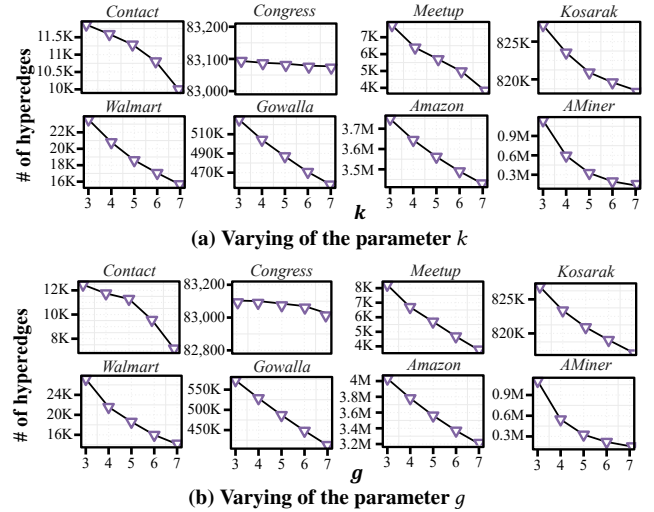 Contact Congress Meetup Kosarak
11.5K
11K
10.5K
10K
83,200
83,100
83,000
7K
6K
5K
4K
825K
820K
Walmart Gowalla Amazon AMiner
22K
20K
18K
16K
510K
490K
470K
3.7M
3.6M
3.5M
0.9M
0.6M
0.3M
# of hyperedges
3 4 5 6 7 3 4 5 6 7 3 4 5 6 7 3 4 5 6 7
k
(a) Varying of the parameter k
Contact Congress Meetup Kosarak
12K
10K
8K
83,200
83,000
82,800
8K
7K
6K
5K
4K
825K
820K
Walmart Gowalla Amazon AMiner
24K
20K
16K
550K
500K
450K
4M
3.8M
3.6M
3.4M
3.2M
0.9M
0.6M
0.3M
# of hyperedges
3 4 5 6 7 3 4 5 6 7 3 4 5 6 7 3 4 5 6 7
g
(b) Varying of the parameter g